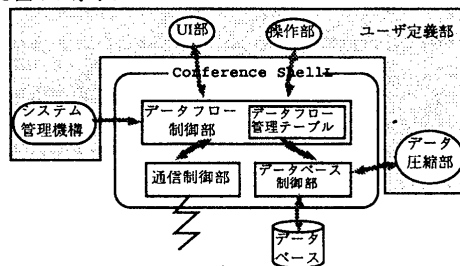 UI部
操作部
ユーザ定義部
Conference Shell
システム
管理機構
データフロー
制御部
データフロー
管理テーブル
データ
圧縮部
通信制御部
データベース
制御部
データ
ベース